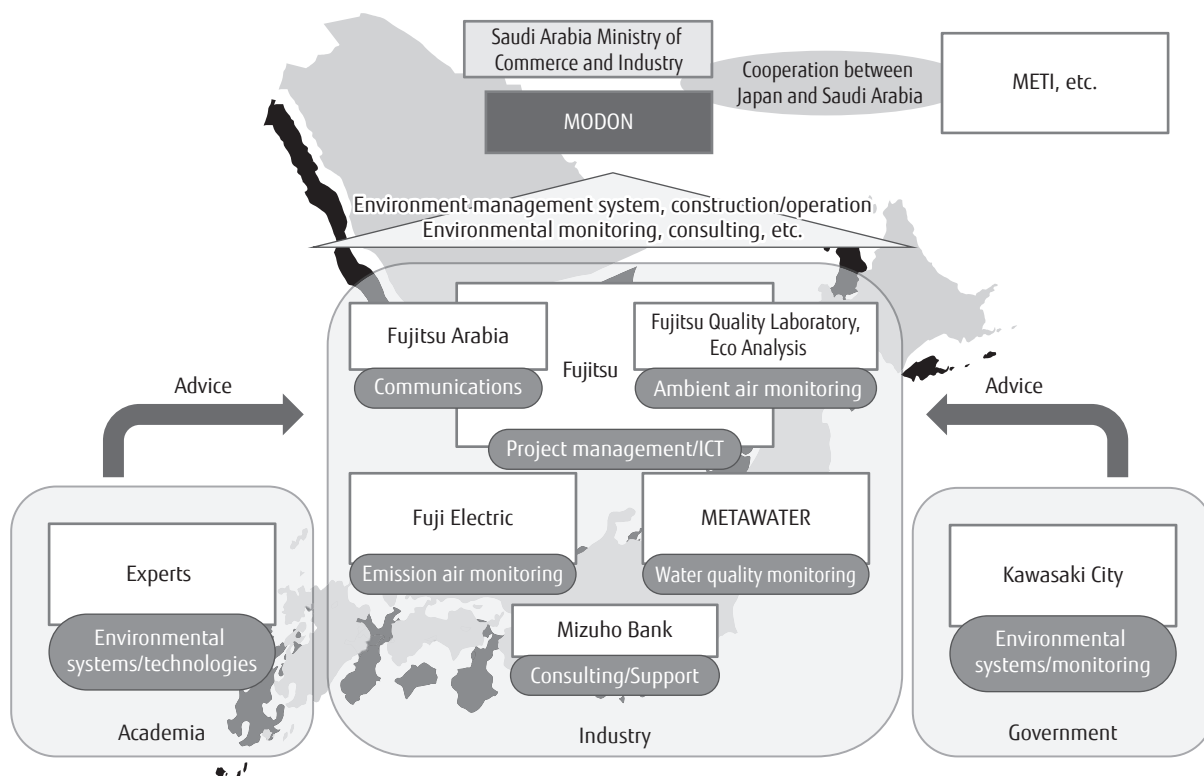 Saudi Arabia Ministry of
Commerce and Industry
Cooperation between
Japan and Saudi Arabia
METI, etc.
MODON
Environment management system, construction/operation
Environmental monitoring, consulting, etc.
Fujitsu Arabia
Communications
Fujitsu
Fujitsu Quality Laboratory,
Eco Analysis
Ambient air monitoring
Project management/ICT
Advice
Advice
Fuji Electric
Emission air monitoring
METAWATER
Water quality monitoring
Mizuho Bank
Consulting/Support
Industry
Experts
Environmental
systems/technologies
Academia
Kawasaki City
Environmental
systems/monitoring
Government